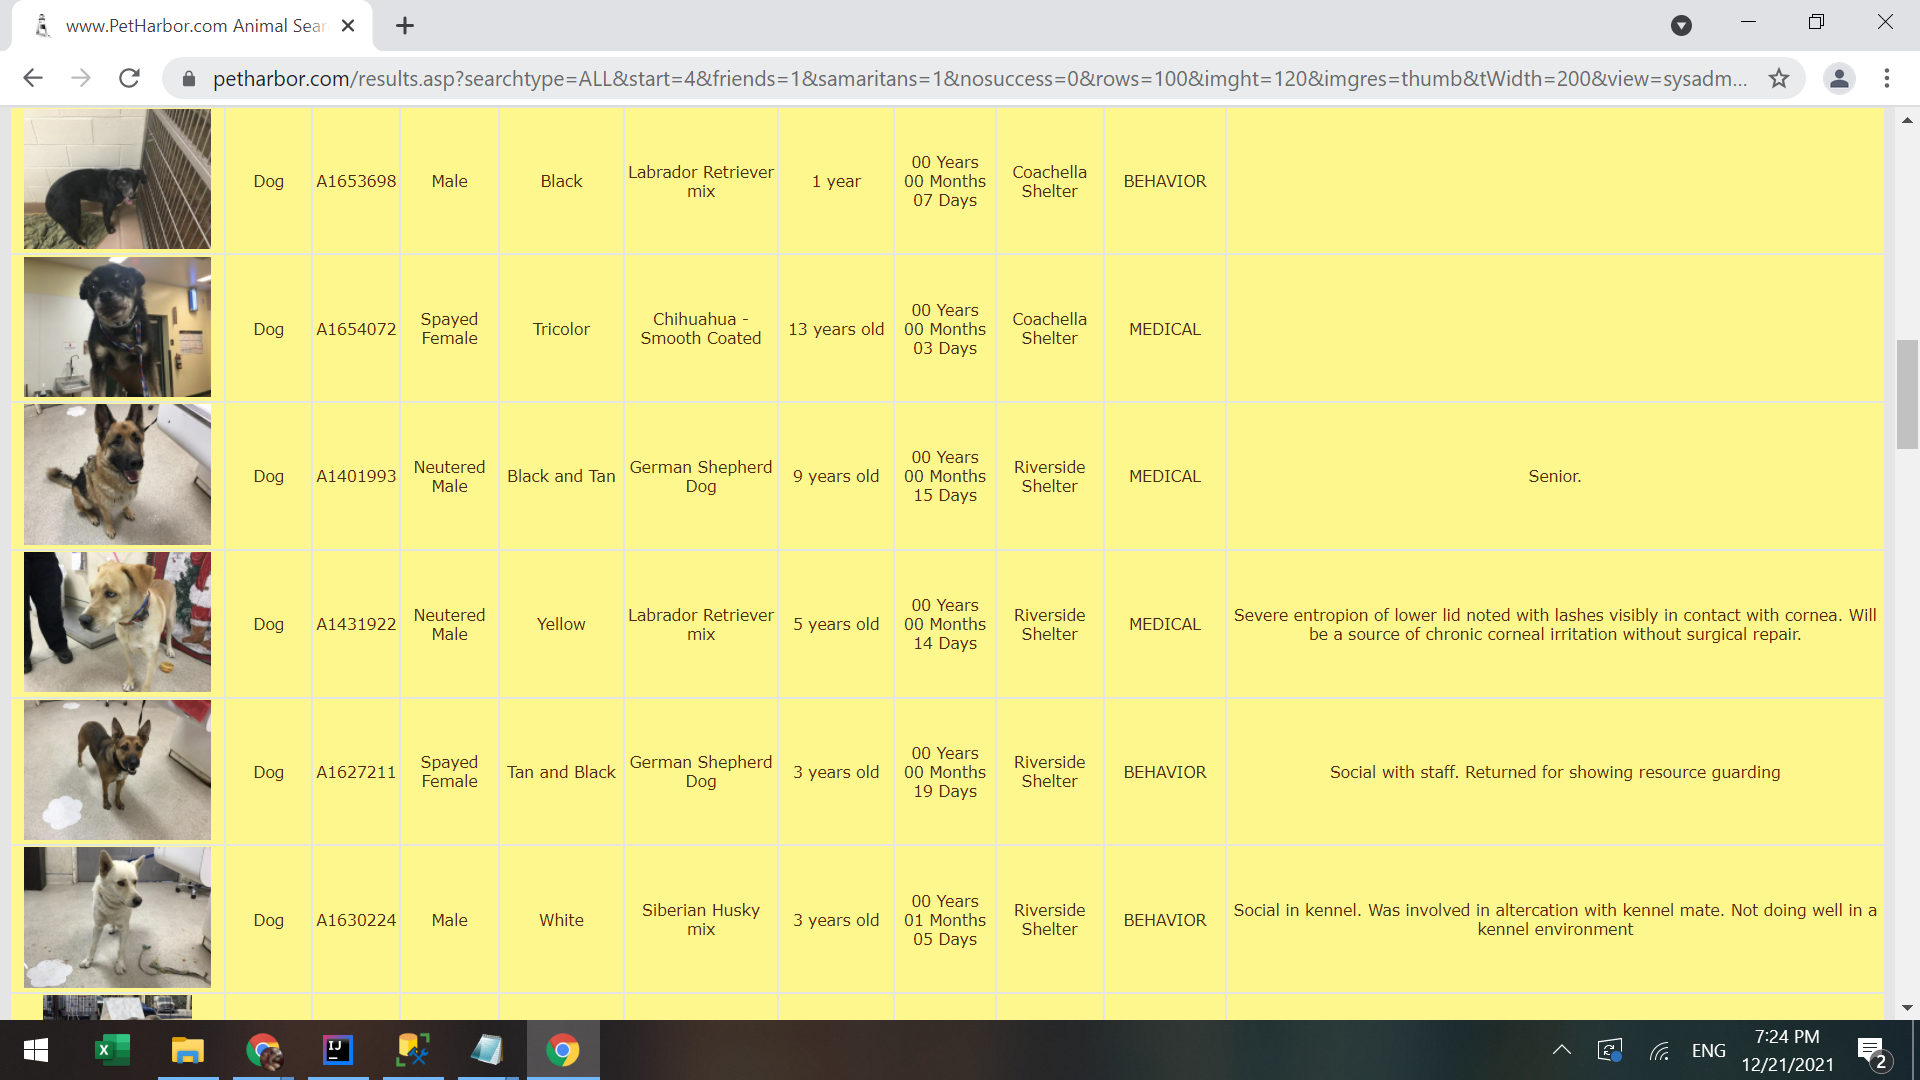 www.PetHarbor.com Animal Sear
petharbor.com/results.asp?searchtype=ALL&start=4&friends=1&samaritans=1&nosuccess=0&rows=100&imght=120&imgres=thumb&tWidth=200&view=sysadm...
Dog
A1653698
Male
Black
Labrador Retriever
mix
1 year
00 Years
00 Months
07 Days
Coachella
Shelter
BEHAVIOR
Dog
A1654072
Spayed
Female
Tricolor
Chihuahua -
Smooth Coated
13 years old
00 Years
00 Months
03 Days
Coachella
Shelter
MEDICAL
Dog
A1401993
Neutered
Male
Black and Tan
German Shepherd
Dog
9 years old
00 Years
00 Months
15 Days
Riverside
Shelter
MEDICAL
Senior.
Dog
A1431922
Neutered
Male
Yellow
Labrador Retriever
mix
5 years old
00 Years
00 Months
14 Days
Riverside
Shelter
MEDICAL
Severe entropion of lower lid noted with lashes visibly in contact with cornea. Will
be a source of chronic corneal irritation without surgical repair.
Dog
A1627211
Spayed
Female
Tan and Black
German Shepherd
Dog
3 years old
00 Years
00 Months
19 Days
Riverside
Shelter
BEHAVIOR
Social with staff. Returned for showing resource guarding
Dog
A1630224
Male
White
Siberian Husky
mix
3 years old
00 Years
01 Months
05 Days
Riverside
Shelter
BEHAVIOR
Social in kennel. Was involved in altercation with kennel mate. Not doing well in a
kennel environment
X
IJ
ENG
7:24 PM
12/21/2021
2